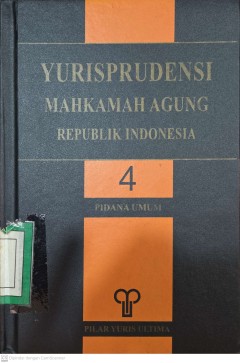 YURISPRUDENSI
MAHKAMAH AGUNG
REPUBLIK INDONESIA
4
PIDANA UMUM
PILAR YURIS ULTIMA